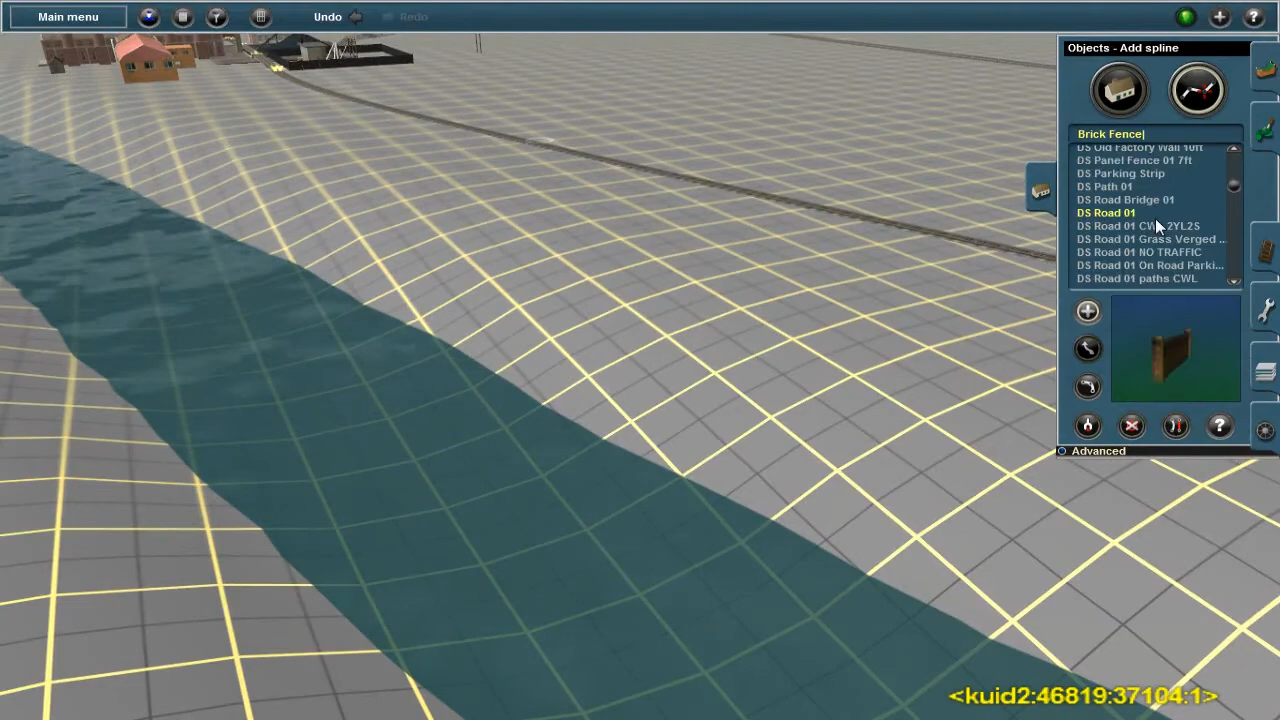 Main menu
Undo
Redo
Objects - Add spline
Brick Fence
DS Old Factory Wall 10ft
DS Panel Fence 01 7ft
DS Parking Strip
DS Path 01
DS Road Bridge 01
DS Road 01
DS Road 01 CWL 2YL2S
DS Road 01 Grass Verged ...
DS Road 01 NO TRAFFIC
DS Road 01 On Road Parki...
DS Road 01 paths CWL
?
Advanced
<kuid2:46819:37104:1>